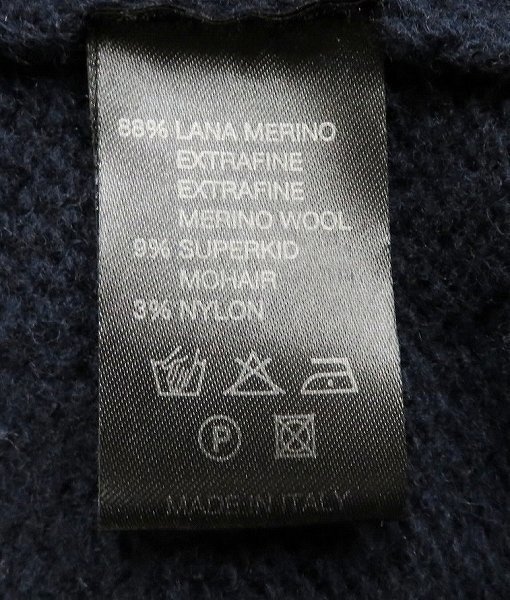 88% LANA MERINO
EXTRAFINE
EXTRAFINE
MERINO WOOL
9% SUPERKID
MOHAIR
3% NYLON
P
MADE IN ITALY